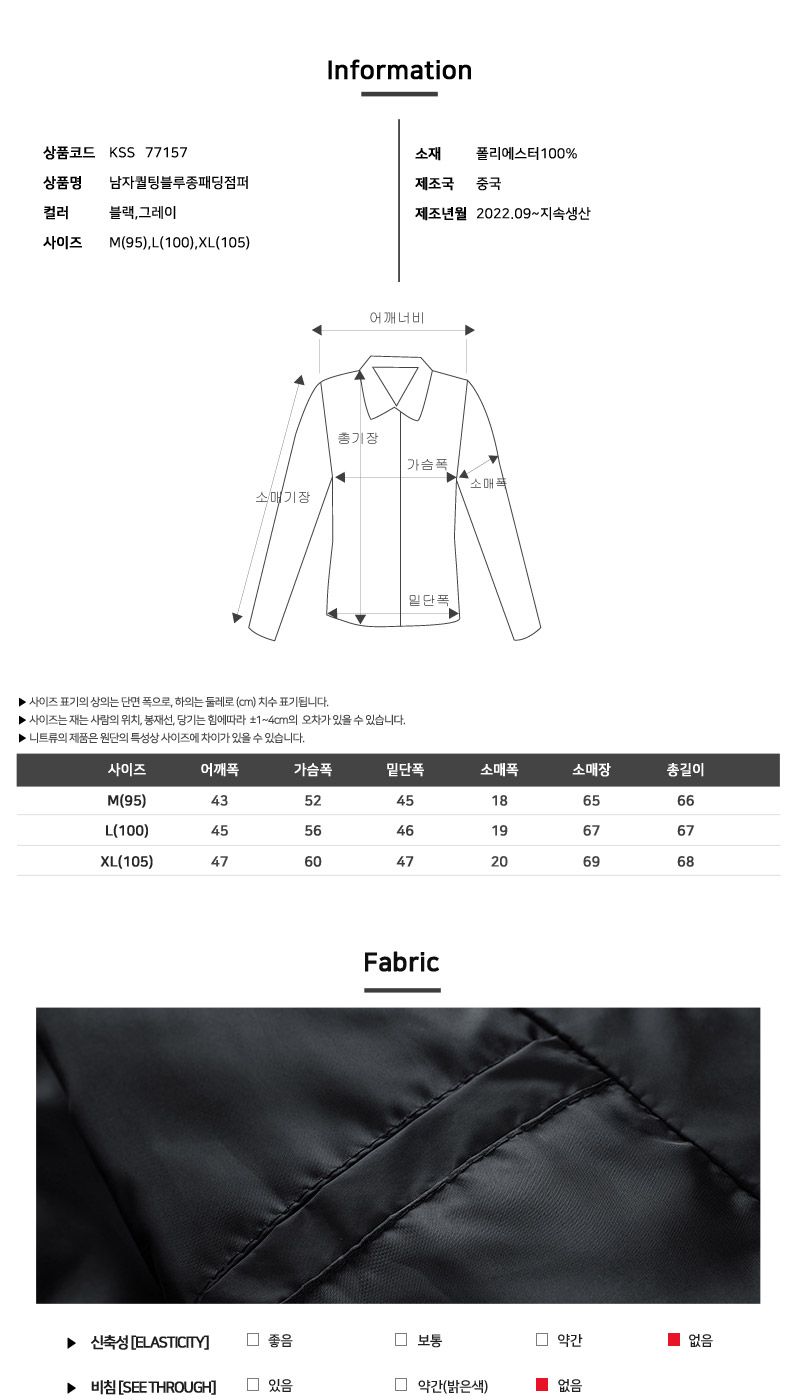 Information
상품코드 KSS 77157
상품명 남자퀄팅블루종패딩점퍼
컬러 블랙,그레이
사이즈 M(95),L(100),XL(105)
소재 폴리에스터100%
제조국 중국
제조년월 2022.09~지속생산
어깨너비
총기장
가슴폭
소매폭
소매기장
밑단폭
▶ 사이즈 표기의 상의는 단면 폭으로, 하의는 둘레로 (cm) 치수 표기됩니다.
▶ 사이즈는 재는 사람의 위치, 봉재선, 당기는 힘에따라 ±1~4cm의 오차가 있을 수 있습니다.
▶ 니트류의 제품은 원단의 특성상 사이즈에 차이가 있을 수 있습니다.
사이즈 어깨폭 가슴폭 밑단폭 소매폭 소매장 총길이
M(95) 43 52 45 18 65 66
L(100) 45 56 46 19 67 67
XL(105) 47 60 47 20 69 68
Fabric
▶ 신축성 [ELASTICITY] □ 좋음 □ 보통 □ 약간 ■ 없음
▶ 비침 [SEE THROUGH] □ 있음 □ 약간(밝은색) ■ 없음